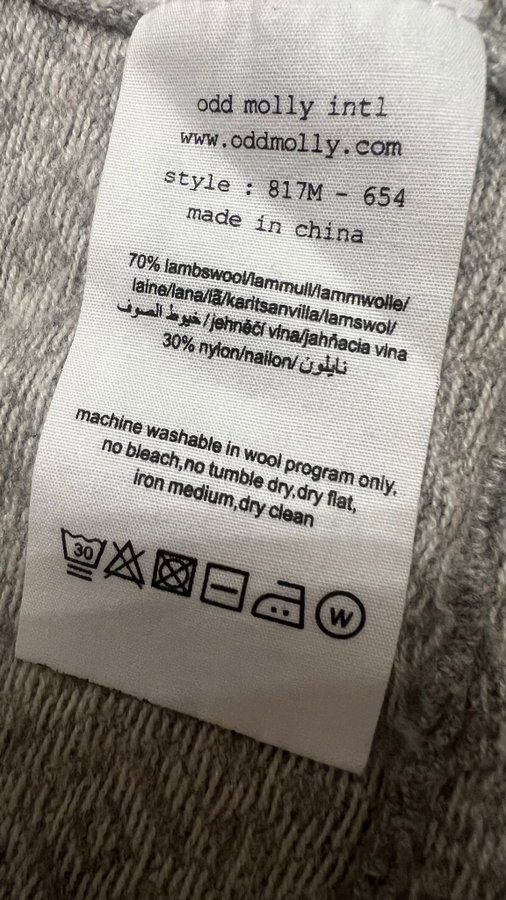 odd molly intl
www.oddmolly.com
style : 817M - 654
made in china
70% lambswool/lammull/lammwolle/
laine/lana/lã/karitsanvilla/lamswol/
خيوط الصوف/jehněčí vlna/jahňacia vlna
30% nylon/nailon/نايلون
machine washable in wool program only,
no bleach,no tumble dry,dry flat,
iron medium,dry clean
30
W